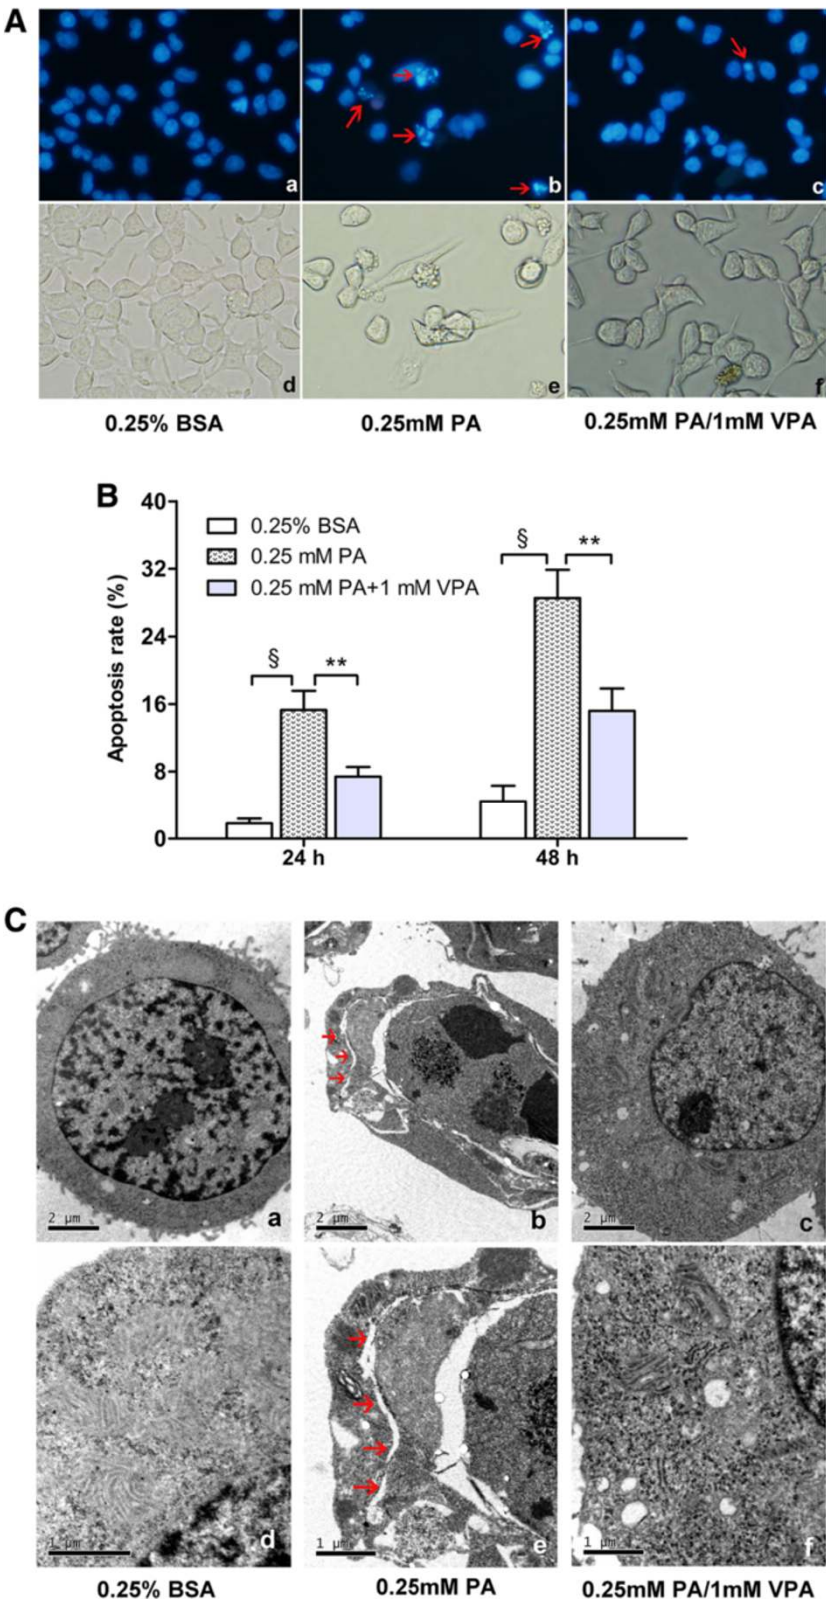 A
a
b
c
d
e
f
0.25% BSA
0.25mM PA
0.25mM PA/1mM VPA
B
40
32
24
16
8
0
Apoptosis rate (%)
0.25% BSA
0.25 mM PA
0.25 mM PA+1 mM VPA
§
**
§
**
24 h
48 h
C
2 μm
a
2 μm
b
2 μm
c
1 μm
d
1 μm
e
1 μm
f
0.25% BSA
0.25mM PA
0.25mM PA/1mM VPA